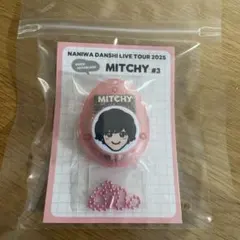 NANIWA DANSHI LIVE TOUR 2025
MITCHY #2
MITCHY